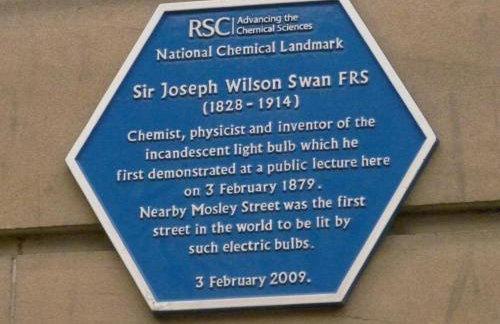 RSC | Advancing the
Chemical Sciences
National Chemical Landmark
Sir Joseph Wilson Swan FRS
(1828 - 1914)
Chemist, physicist and inventor of the
incandescent light bulb which he
first demonstrated at a public lecture here
on 3 February 1879.
Nearby Mosley Street was the first
street in the world to be lit by
such electric bulbs.
3 February 2009.